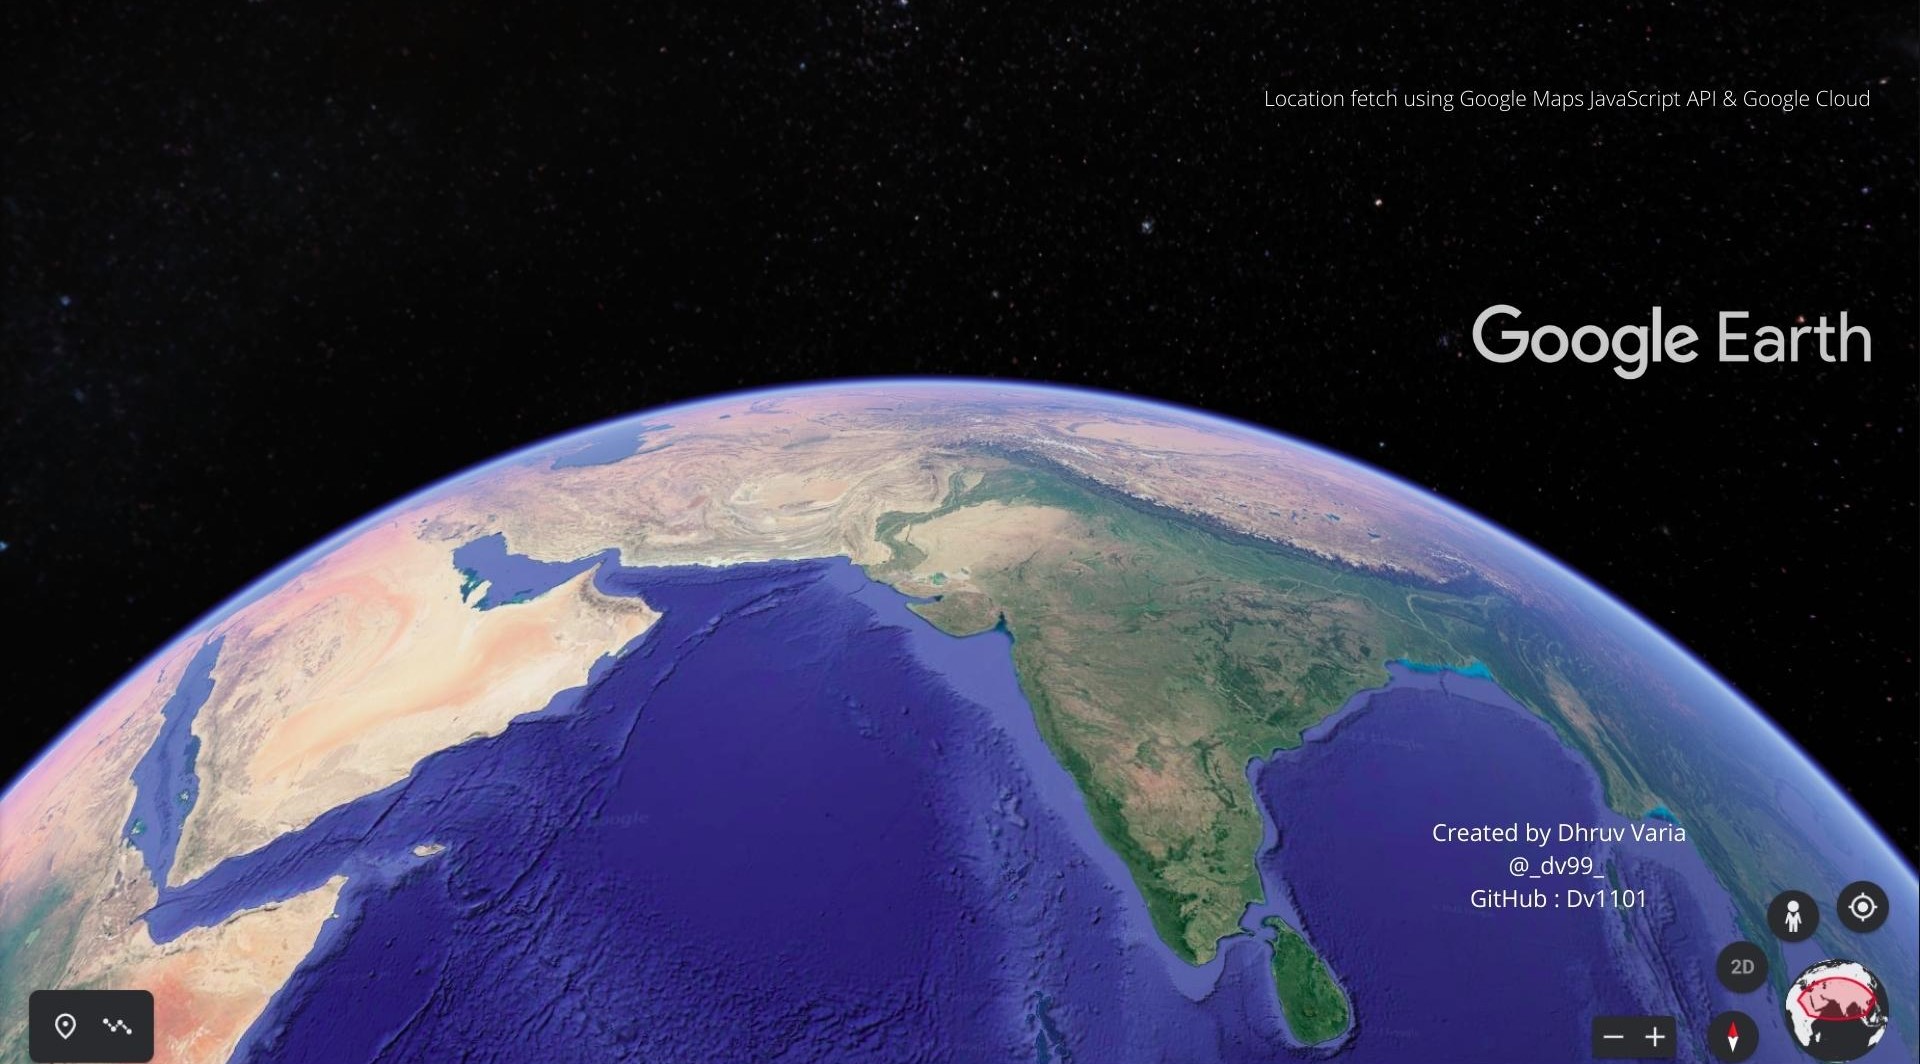 Location fetch using Google Maps JavaScript API & Google Cloud
Google Earth
Created by Dhruv Varia
@_dv99_
GitHub : Dv1101
2D